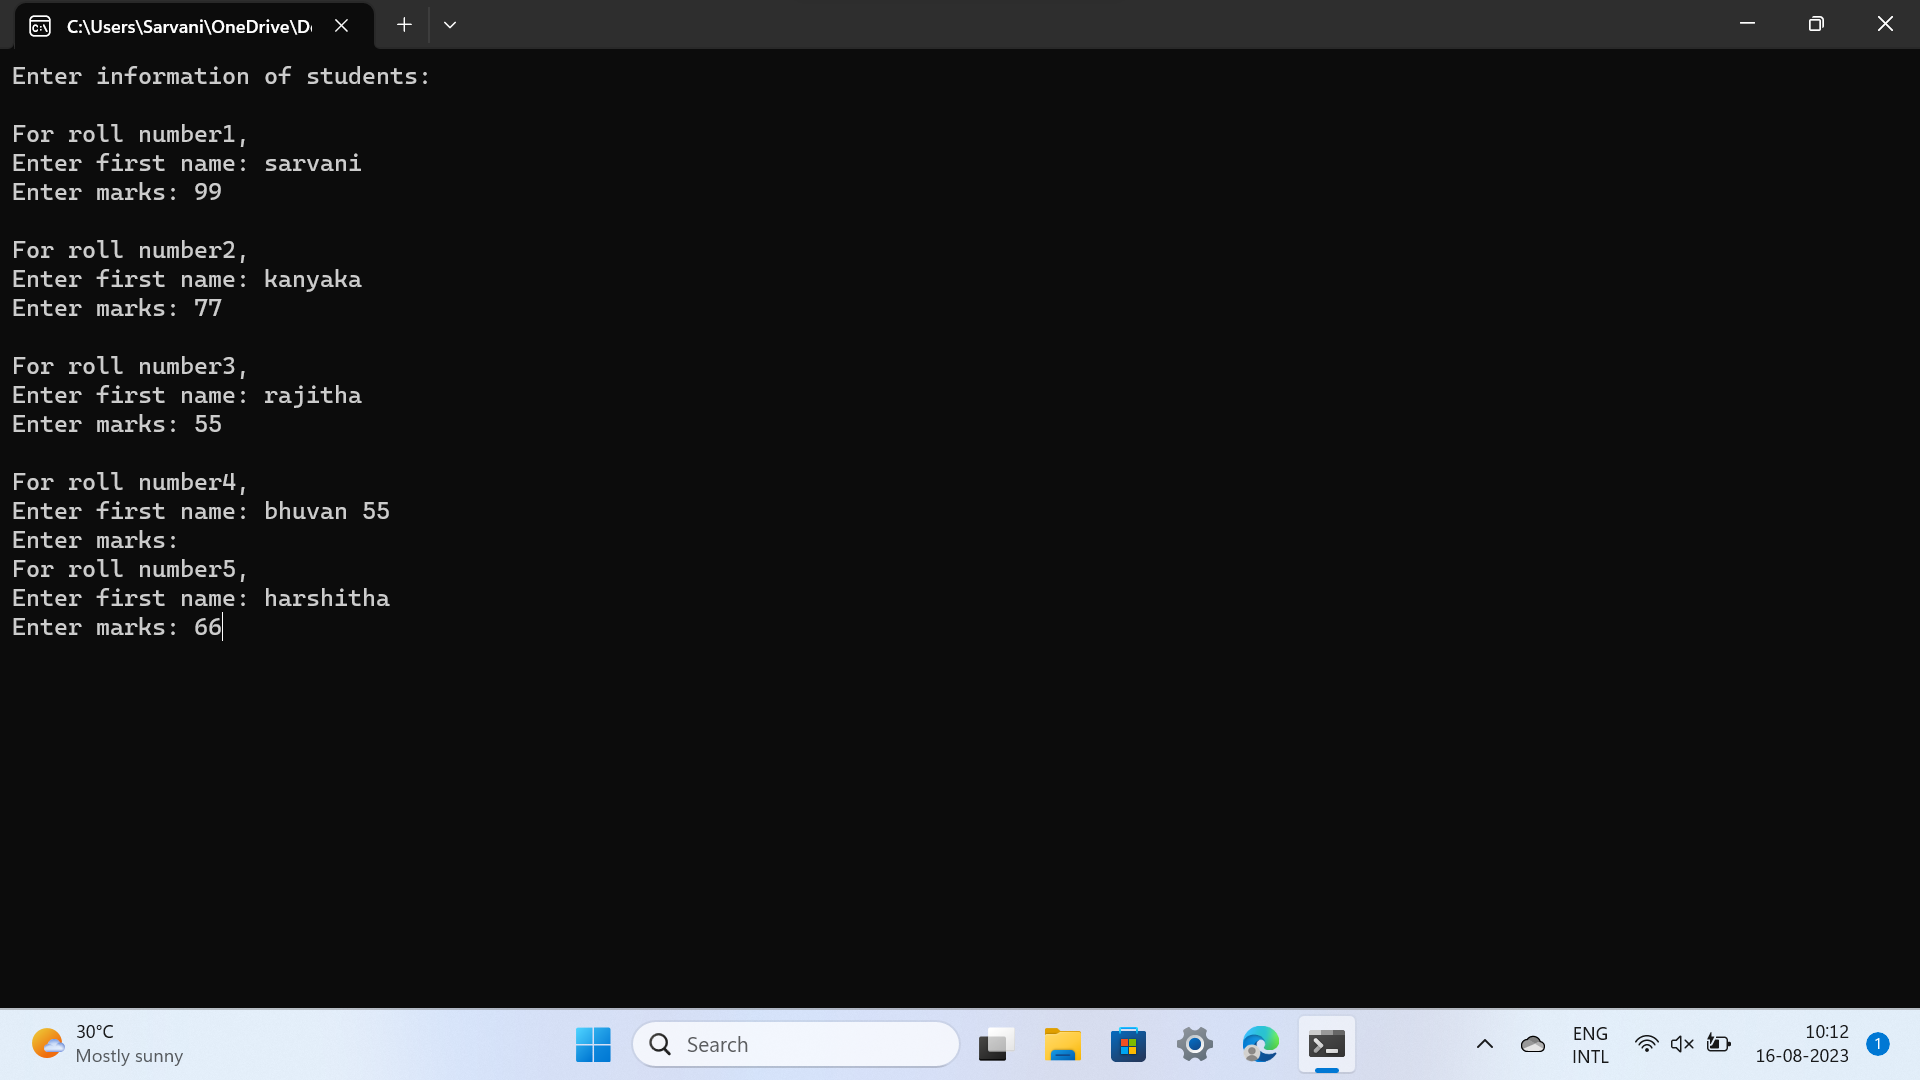 C:\Users\Sarvani\OneDrive\D
Enter information of students:
For roll number1,
Enter first name: sarvani
Enter marks: 99
For roll number2,
Enter first name: kanyaka
Enter marks: 77
For roll number3,
Enter first name: rajitha
Enter marks: 55
For roll number4,
Enter first name: bhuvan 55
Enter marks:
For roll number5,
Enter first name: harshitha
Enter marks: 66
30°C
Mostly sunny
Search
ENG
INTL
10:12
16-08-2023
1